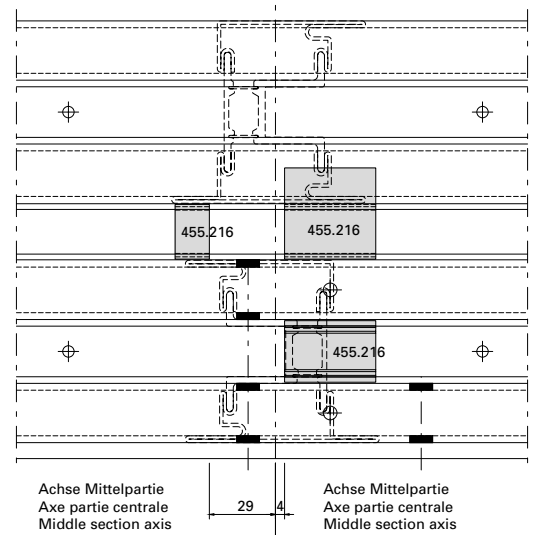 455.216
455.216
455.216
Achse Mittelpartie
Axe partie centrale
Middle section axis
29
4
Achse Mittelpartie
Axe partie centrale
Middle section axis